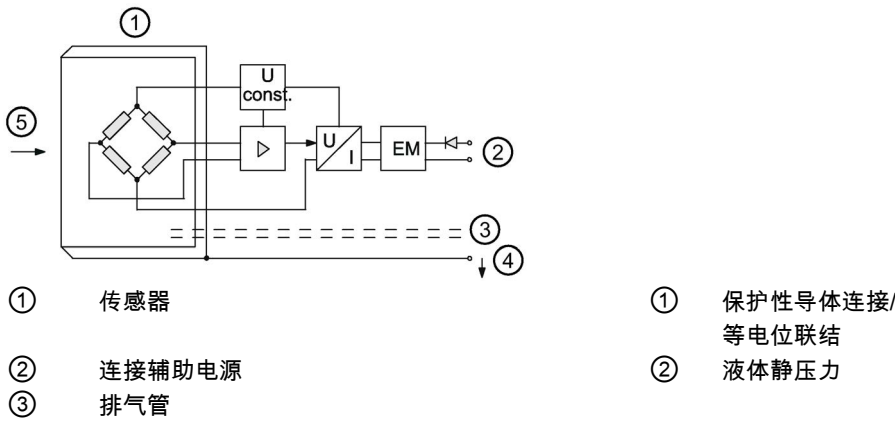 ①
U
const.
⑤
U
I
EM
②
③
④
① 传感器
② 连接辅助电源
③ 排气管
① 保护性导体连接/
等电位联结
② 液体静压力